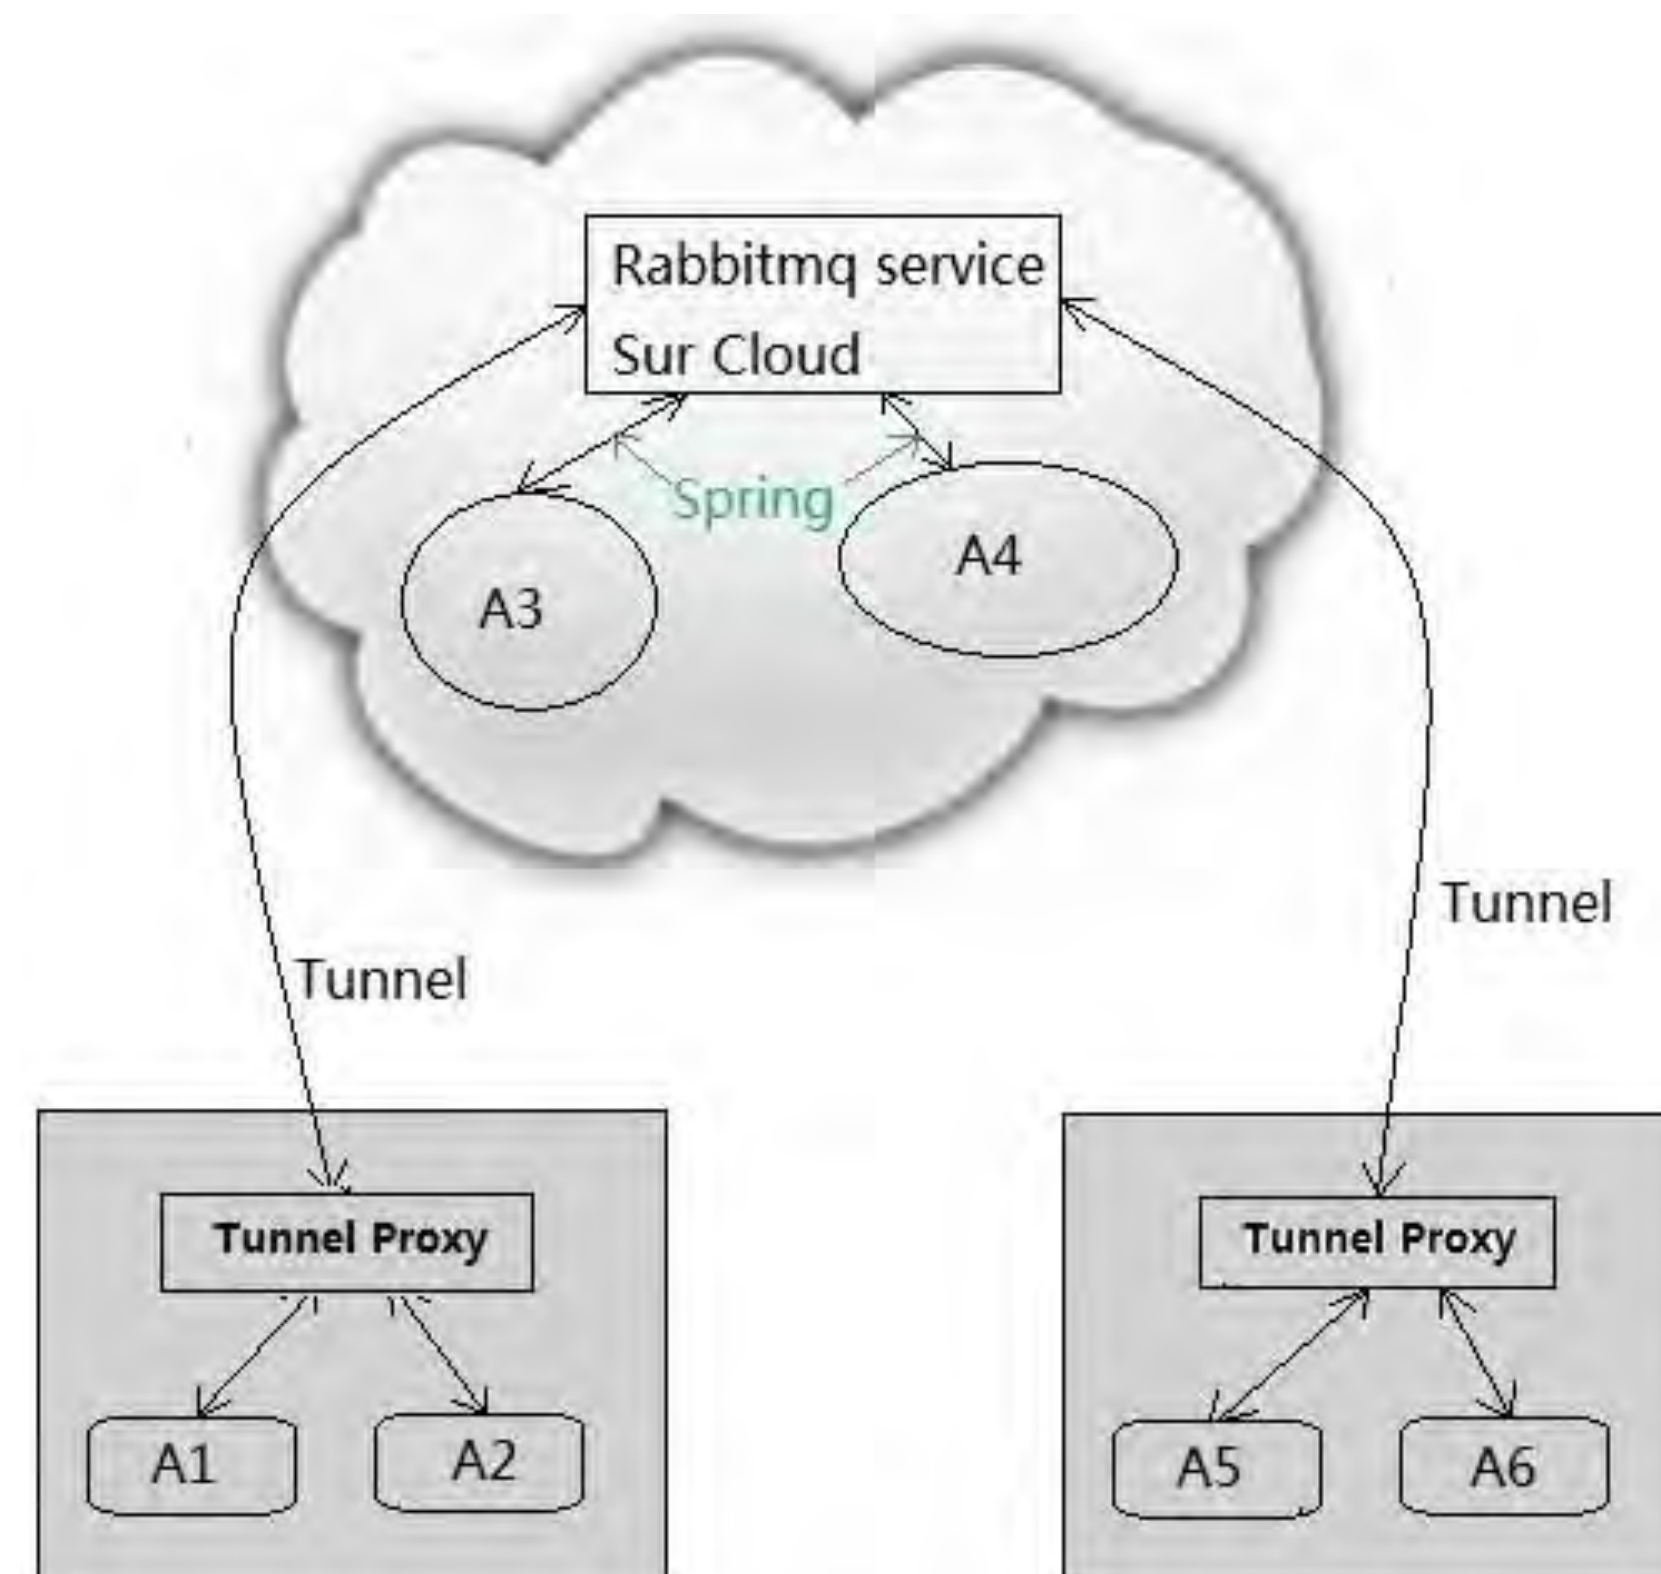 Rabbitmq service
Sur Cloud
Spring
A3
A4
Tunnel
Tunnel
Tunnel Proxy
Tunnel Proxy
A1
A2
A5
A6